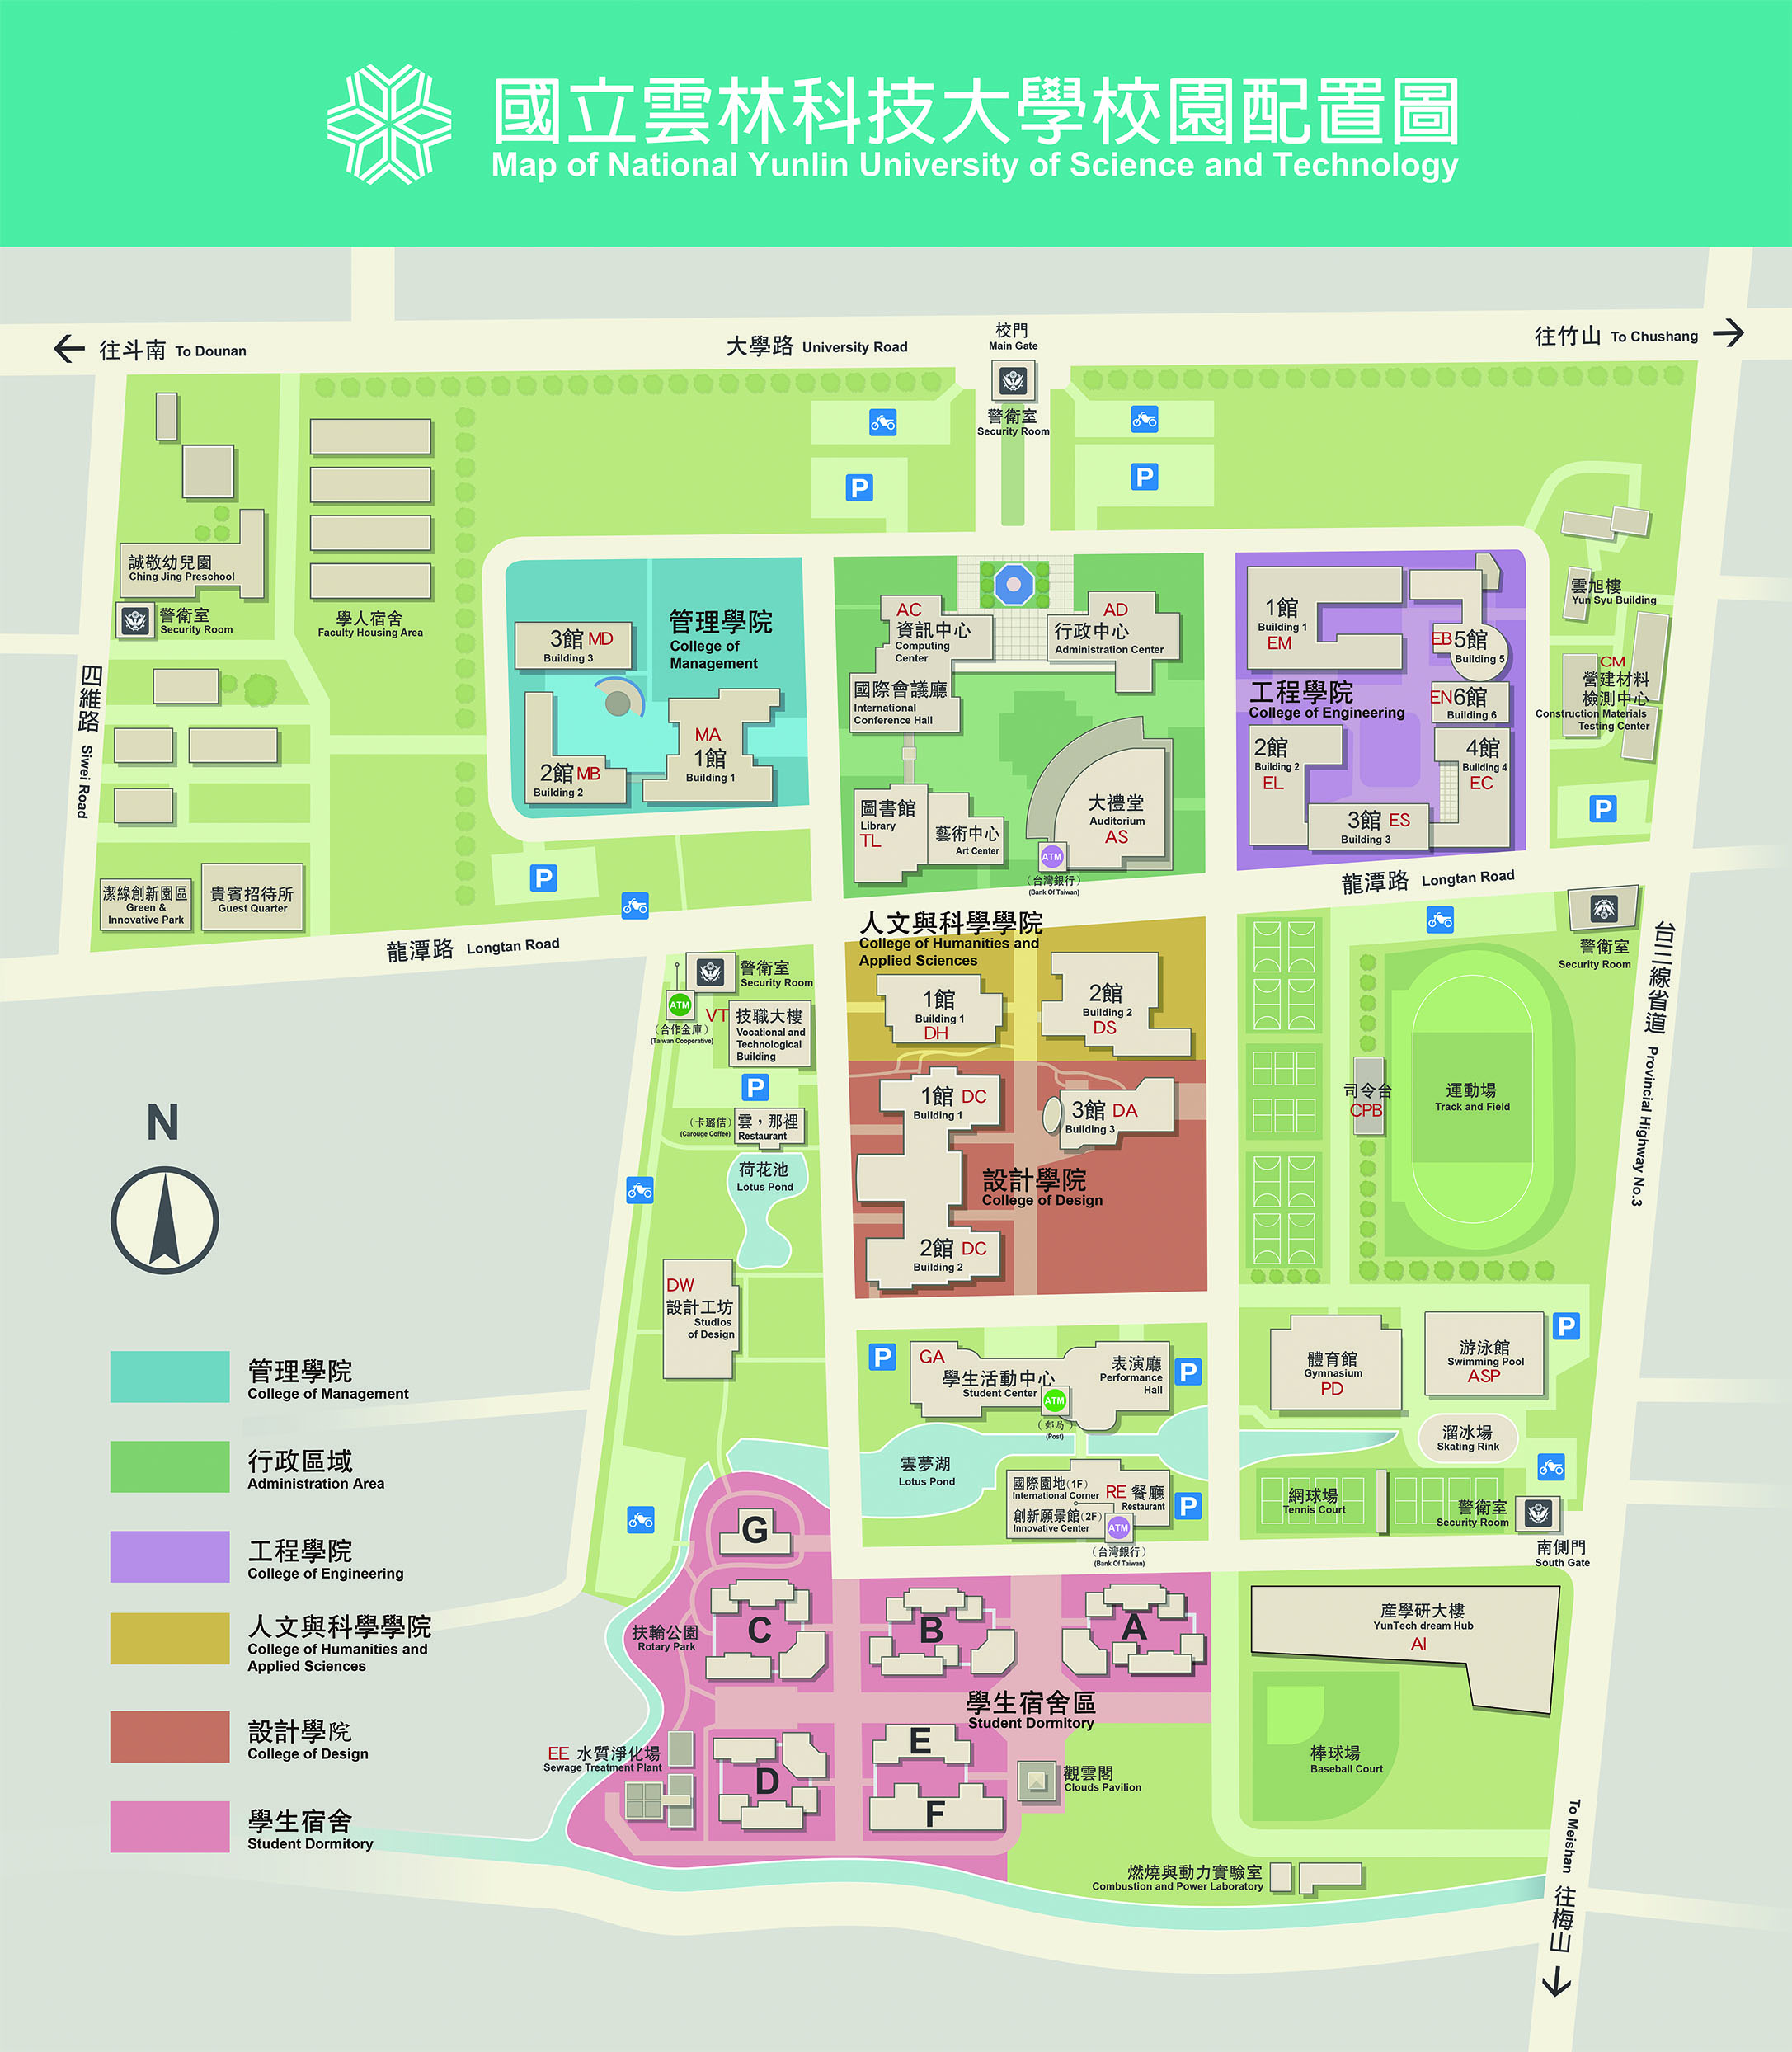 國立雲林科技大學校園配置圖
Map of National Yunlin University of Science and Technology
往斗南 To Dounan
大學路 University Road
校門
Main Gate
往竹山 To Chushang
警衛室
Security Room
誠敬幼兒園
Ching Jing Preschool
警衛室
Security Room
學人宿舍
Faculty Housing Area
四維路 Siwei Road
潔綠創新園區
Green &
Innovative Park
貴賓招待所
Guest Quarter
P
P
3館 MD
Building 3
管理學院
College of
Management
MA
1館
Building 1
2館 MB
Building 2
P
AC
資訊中心
Computing
Center
AD
行政中心
Administration Center
國際會議廳
International
Conference Hall
圖書館
Library
TL
藝術中心
Art Center
大禮堂
Auditorium
AS
ATM
(台灣銀行)
(Bank Of Taiwan)
1館
Building 1
EM
EB 5館
Building 5
工程學院
College of Engineering
EN 6館
Building 6
2館
Building 2
EL
4館
Building 4
EC
3館 ES
Building 3
雲旭樓
Yun Syu Building
CM
營建材料
檢測中心
Construction Materials
Testing Center
P
龍潭路 Longtan Road
龍潭路 Longtan Road
警衛室
Security Room
台三線省道 Provincial Highway No.3
警衛室
Security Room
ATM
(合作金庫)
(Taiwan Cooperative)
VT
技職大樓
Vocational and
Technological
Building
P
(卡璐佶)
(Carouge Coffee)
雲，那裡
Restaurant
荷花池
Lotus Pond
DW
設計工坊
Studios
of Design
人文與科學學院
College of Humanities and
Applied Sciences
1館
Building 1
DH
2館
Building 2
DS
1館 DC
Building 1
3館 DA
Building 3
設計學院
College of Design
2館 DC
Building 2
司令台
CPB
運動場
Track and Field
N
P
GA
學生活動中心
Student Center
ATM
(郵局)
(Post)
表演廳
Performance
Hall
P
體育館
Gymnasium
PD
游泳館
Swimming Pool
ASP
P
溜冰場
Skating Rink
雲夢湖
Lotus Pond
國際園地(1F)
International Corner
創新願景館(2F)
Innovative Center
RE 餐廳
Restaurant
ATM
(台灣銀行)
(Bank Of Taiwan)
P
網球場
Tennis Court
警衛室
Security Room
南側門
South Gate
管理學院
College of Management
行政區域
Administration Area
工程學院
College of Engineering
人文與科學學院
College of Humanities and
Applied Sciences
設計學院
College of Design
學生宿舍
Student Dormitory
G
C
B
A
扶輪公園
Rotary Park
學生宿舍區
Student Dormitory
EE 水質淨化場
Sewage Treatment Plant
D
E
F
觀雲閣
Clouds Pavilion
產學研大樓
YunTech dream Hub
AI
棒球場
Baseball Court
燃燒與動力實驗室
Combustion and Power Laboratory
To Meishan 往梅山